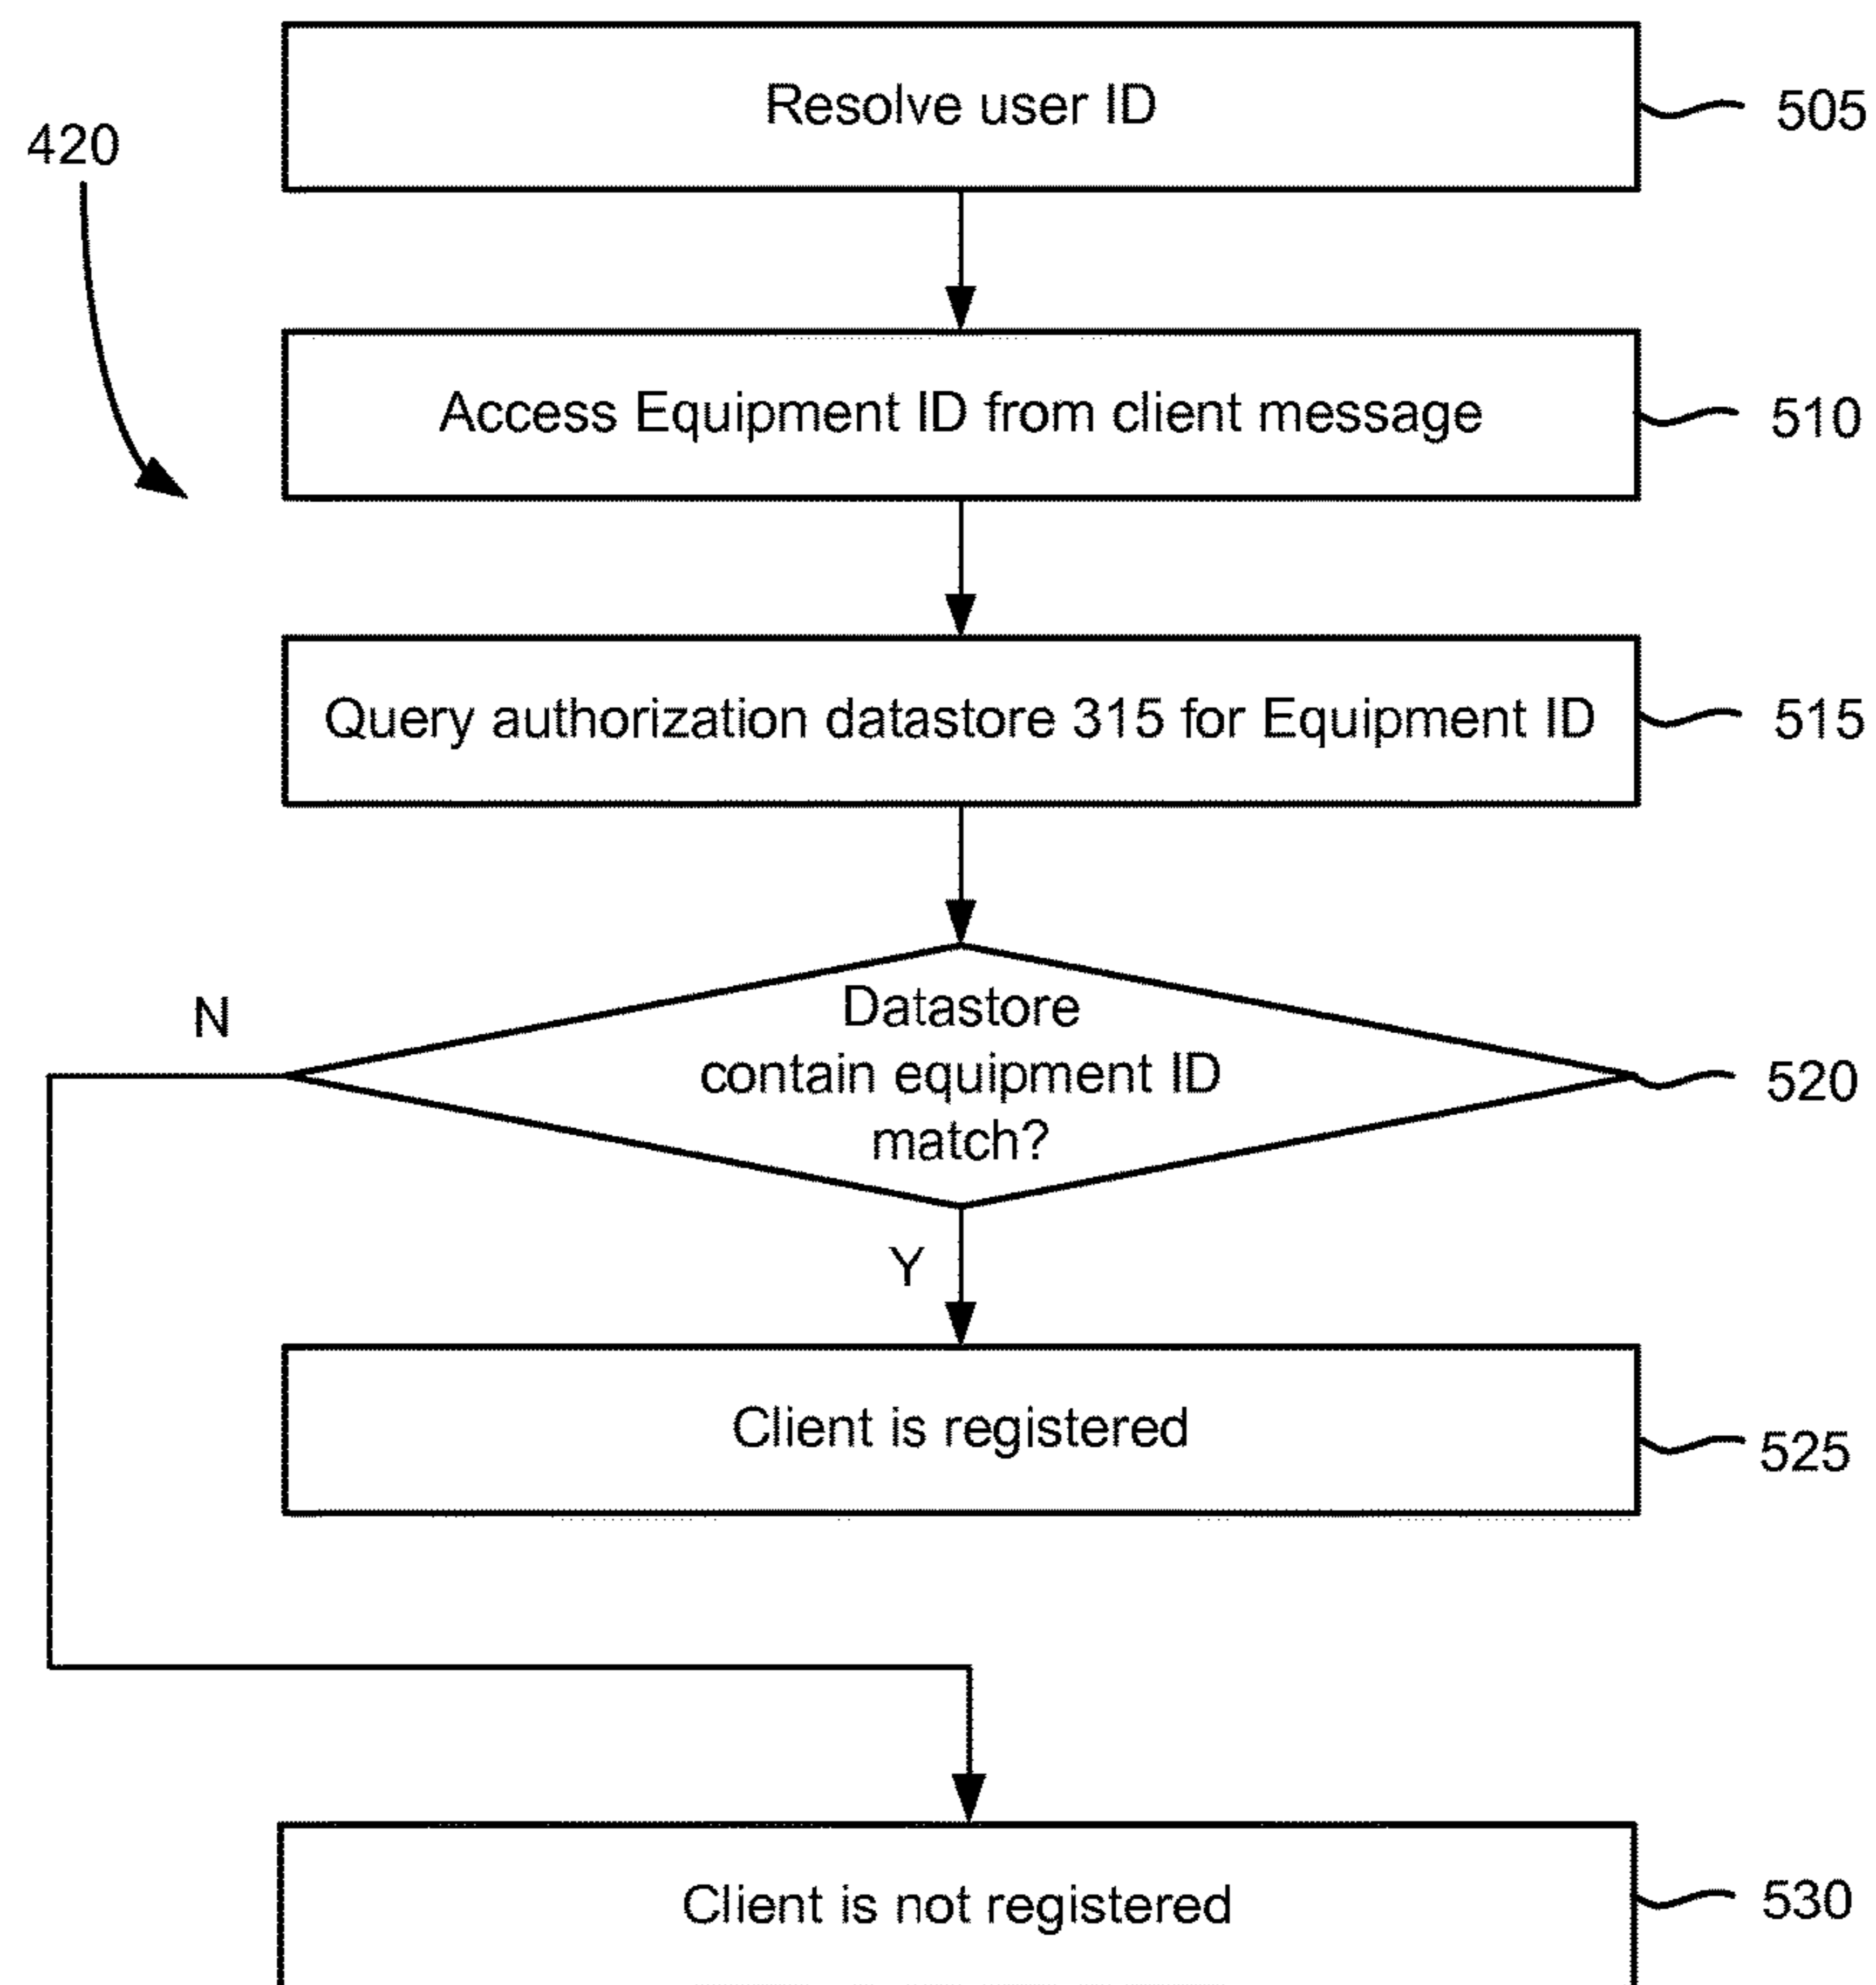 Resolve user ID
505
420
Access Equipment ID from client message
510
Query authorization datastore 315 for Equipment ID
515
N
Datastore
contain equipment ID
match?
520
Y
Client is registered
525
Client is not registered
530